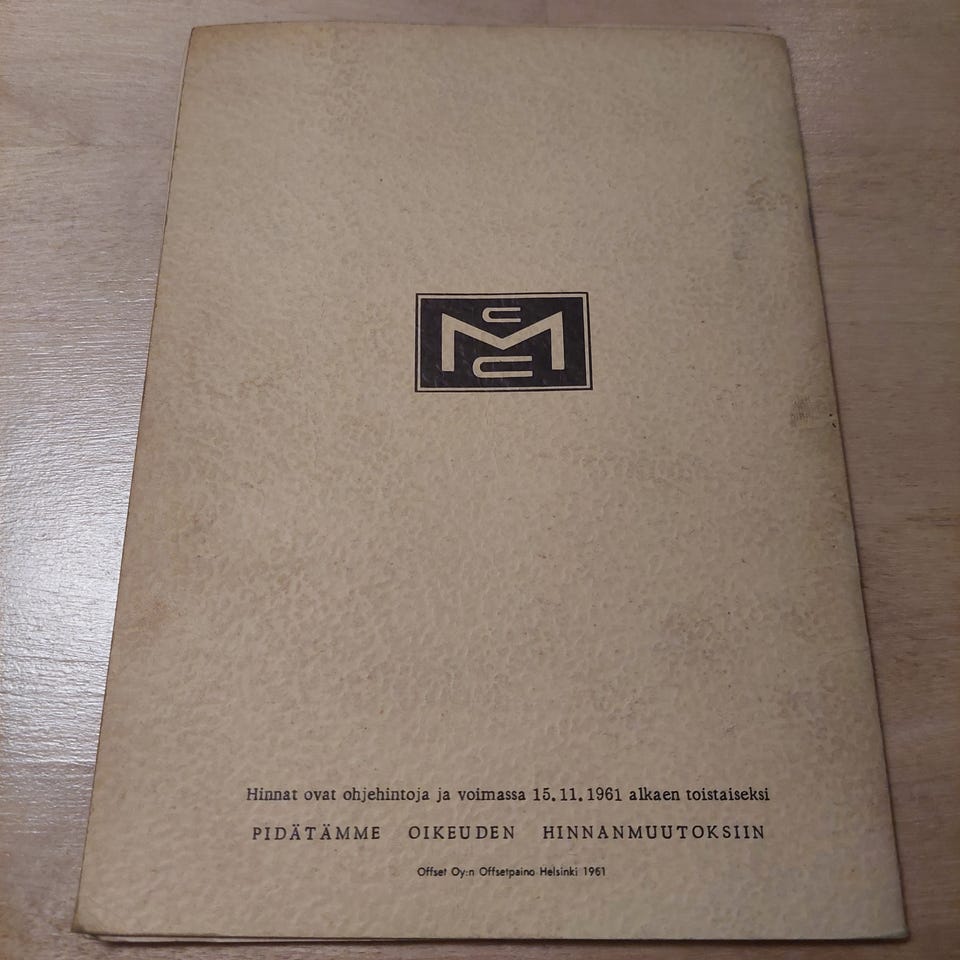 C
M
C
Hinnat ovat ohjehintoja ja voimassa 15.11.1961 alkaen toistaiseksi
PIDÄTÄMME OIKEUDEN HINNANMUUTOKSIIN
Offset Oy:n Offsetpaino Helsinki 1961